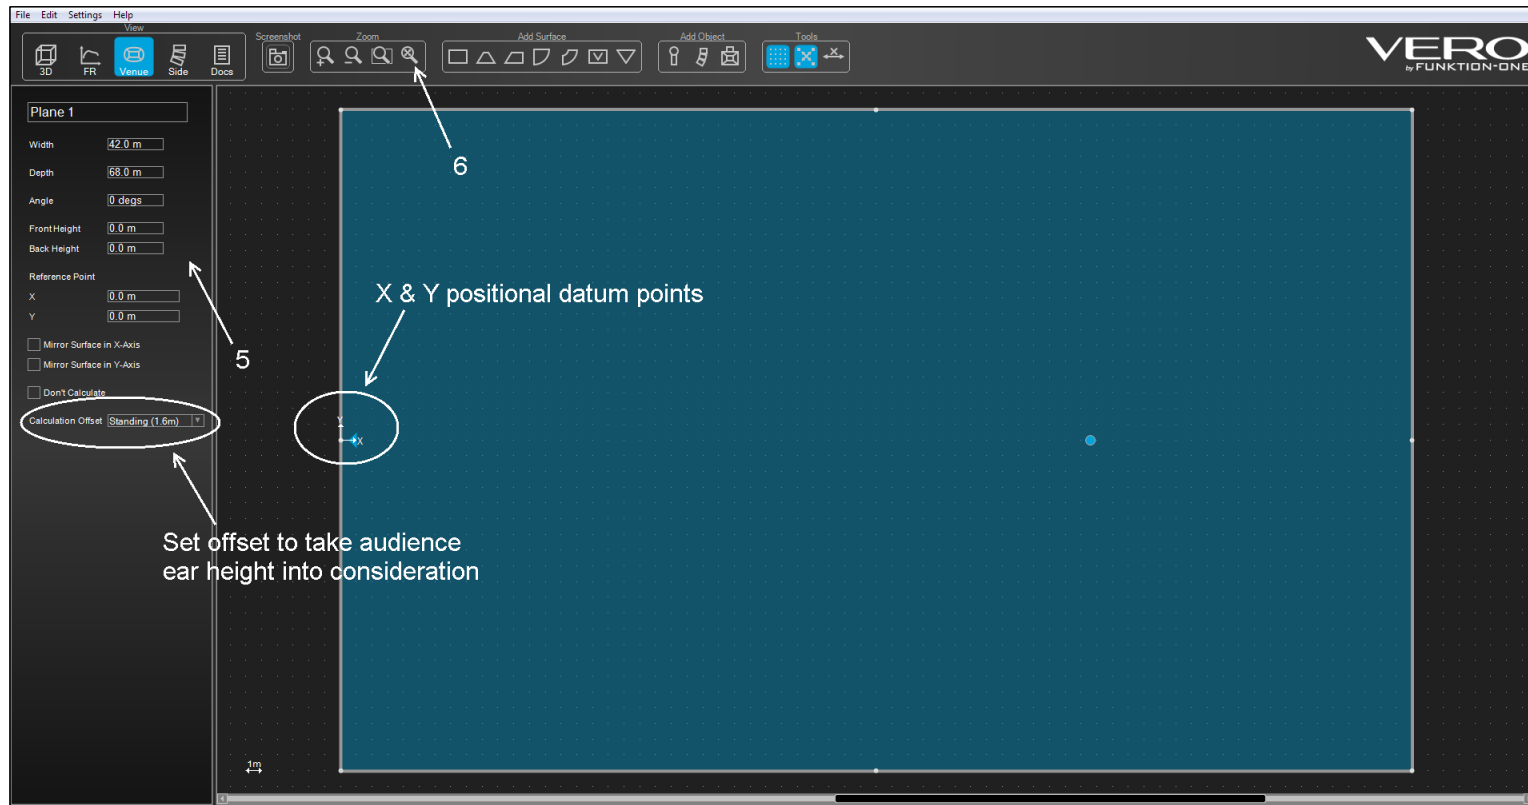 File Edit Settings Help
View
Screenshot
Zoom
Add Surface
Add Object
Tools
3D
FR
Venue
Side
Docs
VERO
by FUNKTION-ONE
Plane 1
Width 42.0 m
Depth 68.0 m
Angle 0 degs
Front Height 0.0 m
Back Height 0.0 m
Reference Point
X 0.0 m
Y 0.0 m
Mirror Surface in X-Axis
Mirror Surface in Y-Axis
Don't Calculate
Calculation Offset Standing (1.6m)
6
5
X & Y positional datum points
Y
X
Set offset to take audience
ear height into consideration
1m